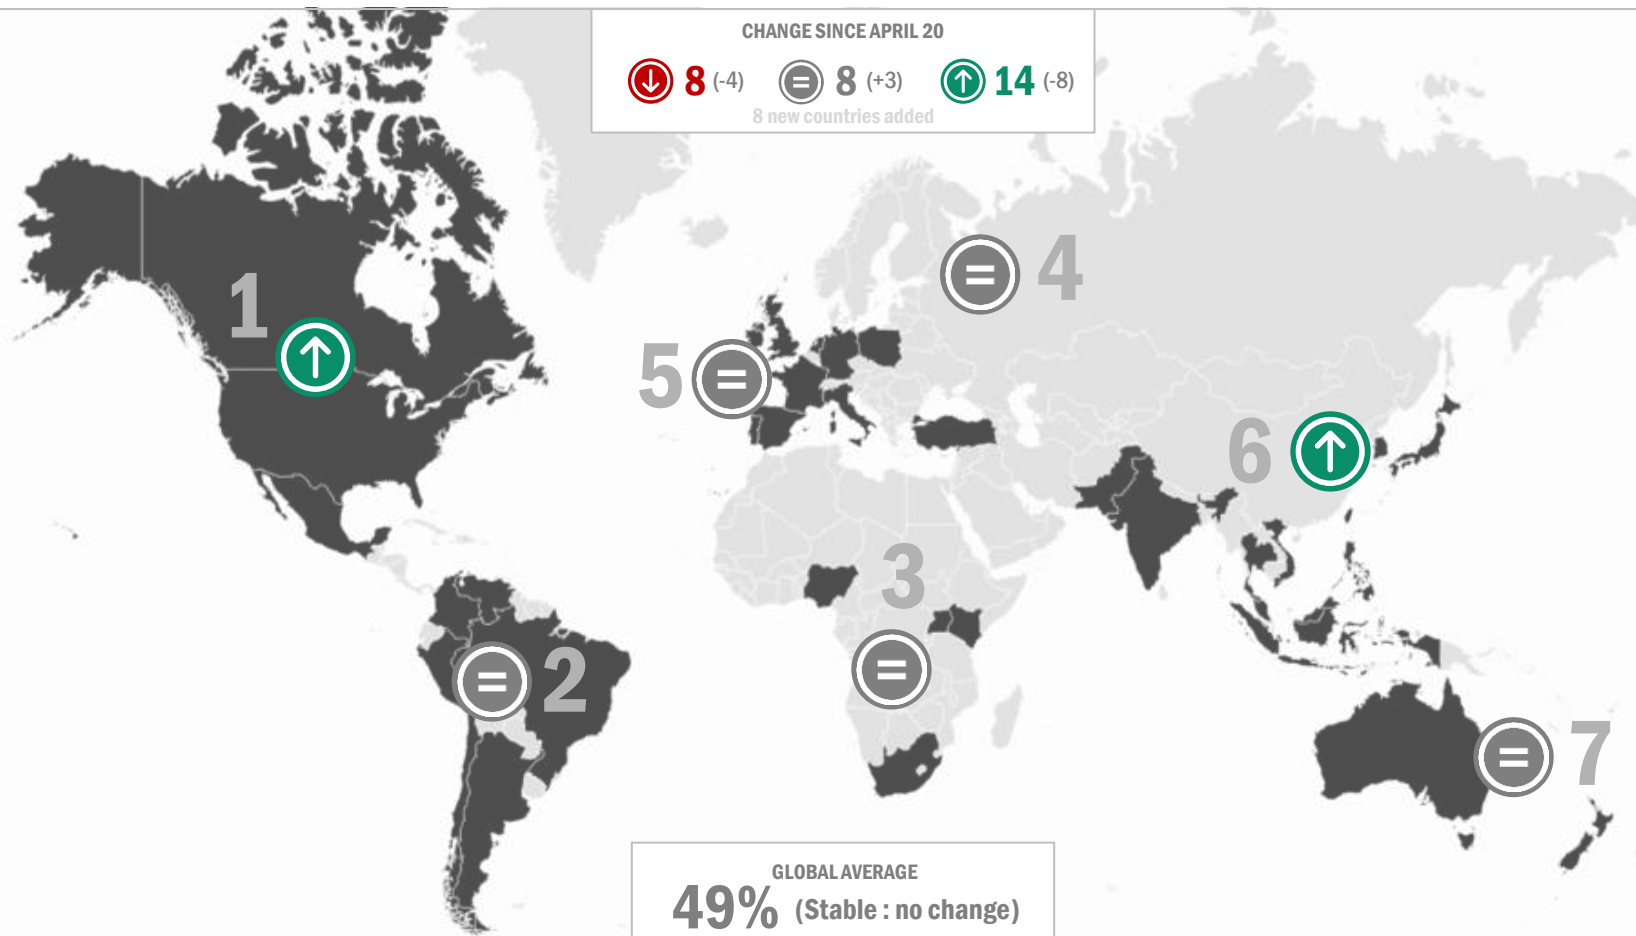 CHANGE SINCE APRIL 20
8 (-4) = 8 (+3) 14 (-8)
8 new countries added
1
= 4
5 =
6
3
=
= 2
= 7
GLOBAL AVERAGE
49% (Stable : no change)